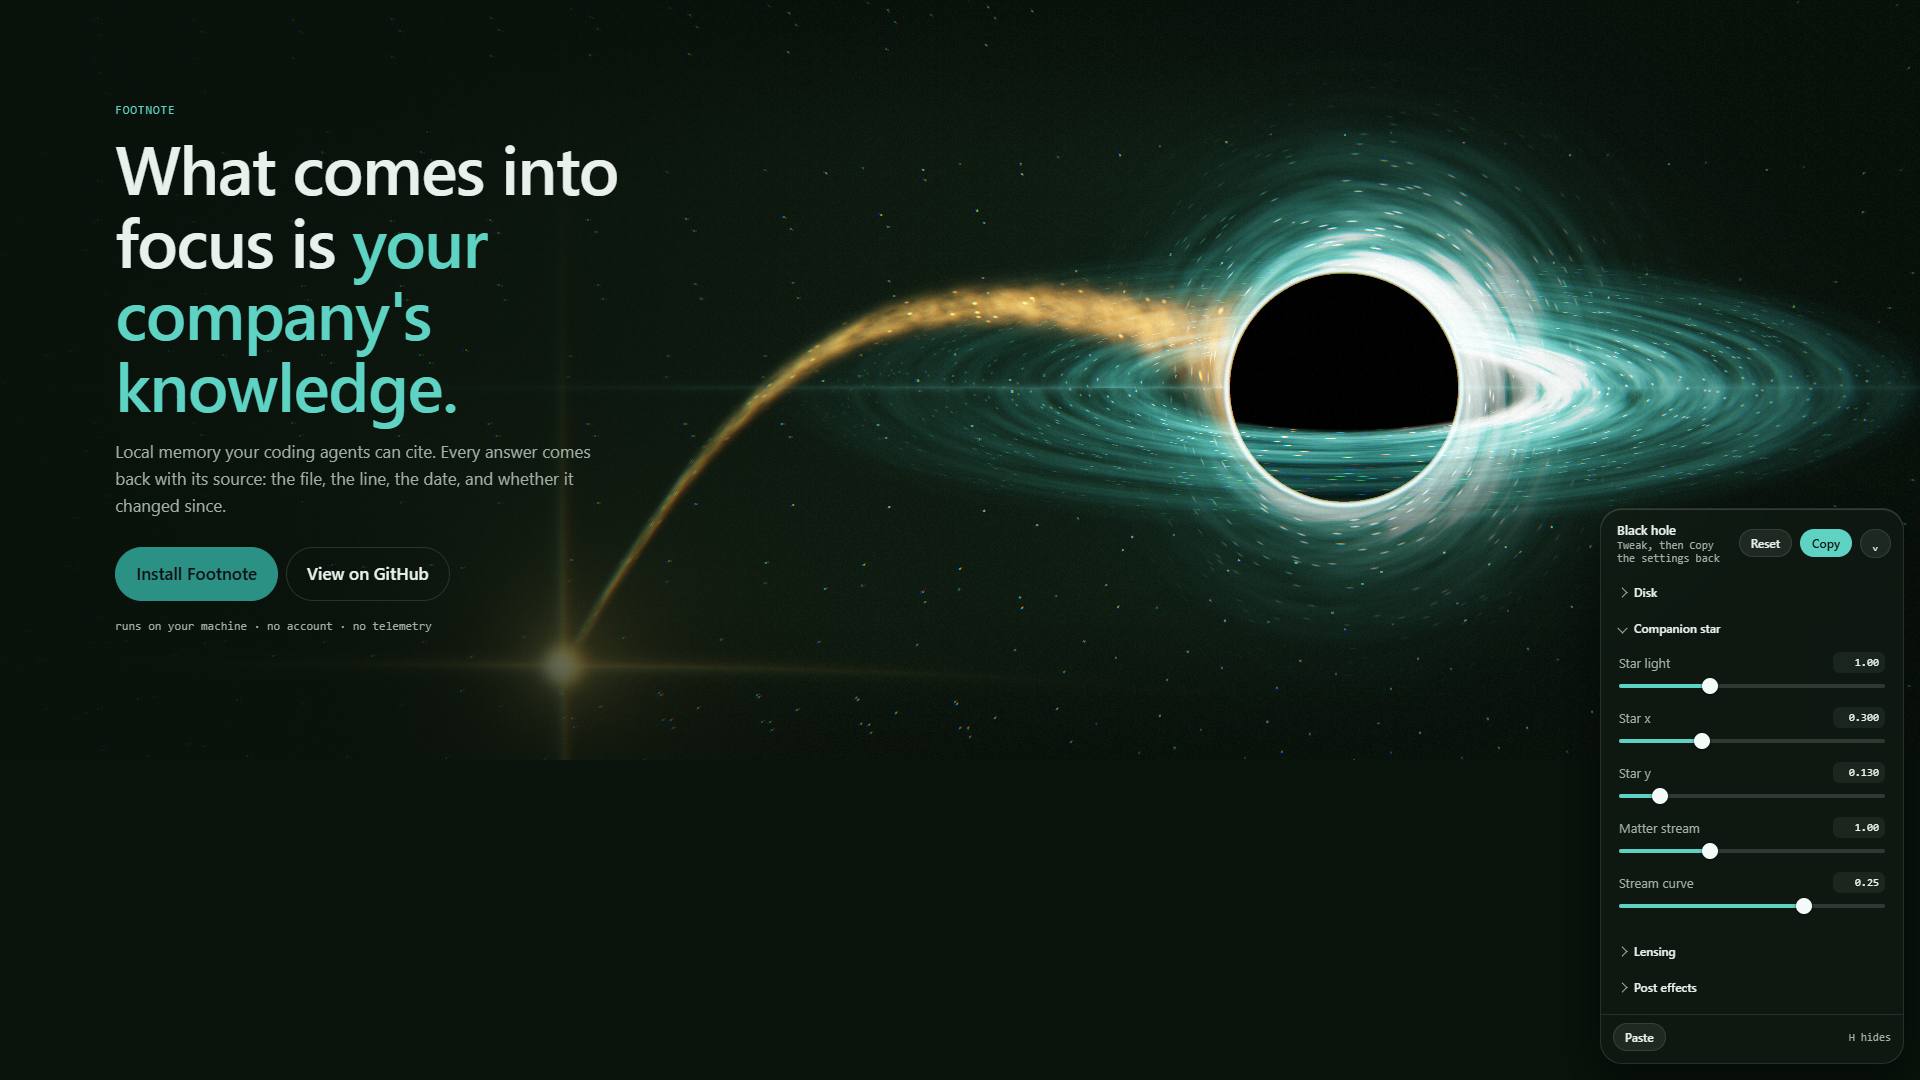 FOOTNOTE
What comes into
focus is your
company's
knowledge.
Local memory your coding agents can cite. Every answer comes
back with its source: the file, the line, the date, and whether it
changed since.
Install Footnote
View on GitHub
runs on your machine · no account · no telemetry
Black hole
Tweak, then Copy
the settings back
Reset
Copy
Disk
Companion star
Star light
1.00
Star x
0.300
Star y
0.130
Matter stream
1.00
Stream curve
0.25
Lensing
Post effects
Paste
H hides